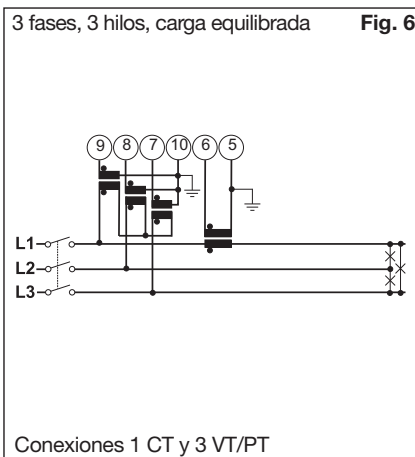 3 fases, 3 hilos, carga equilibrada Fig. 6
9 8 7 10 6 5
L1
L2
L3
Conexiones 1 CT y 3 VT/PT